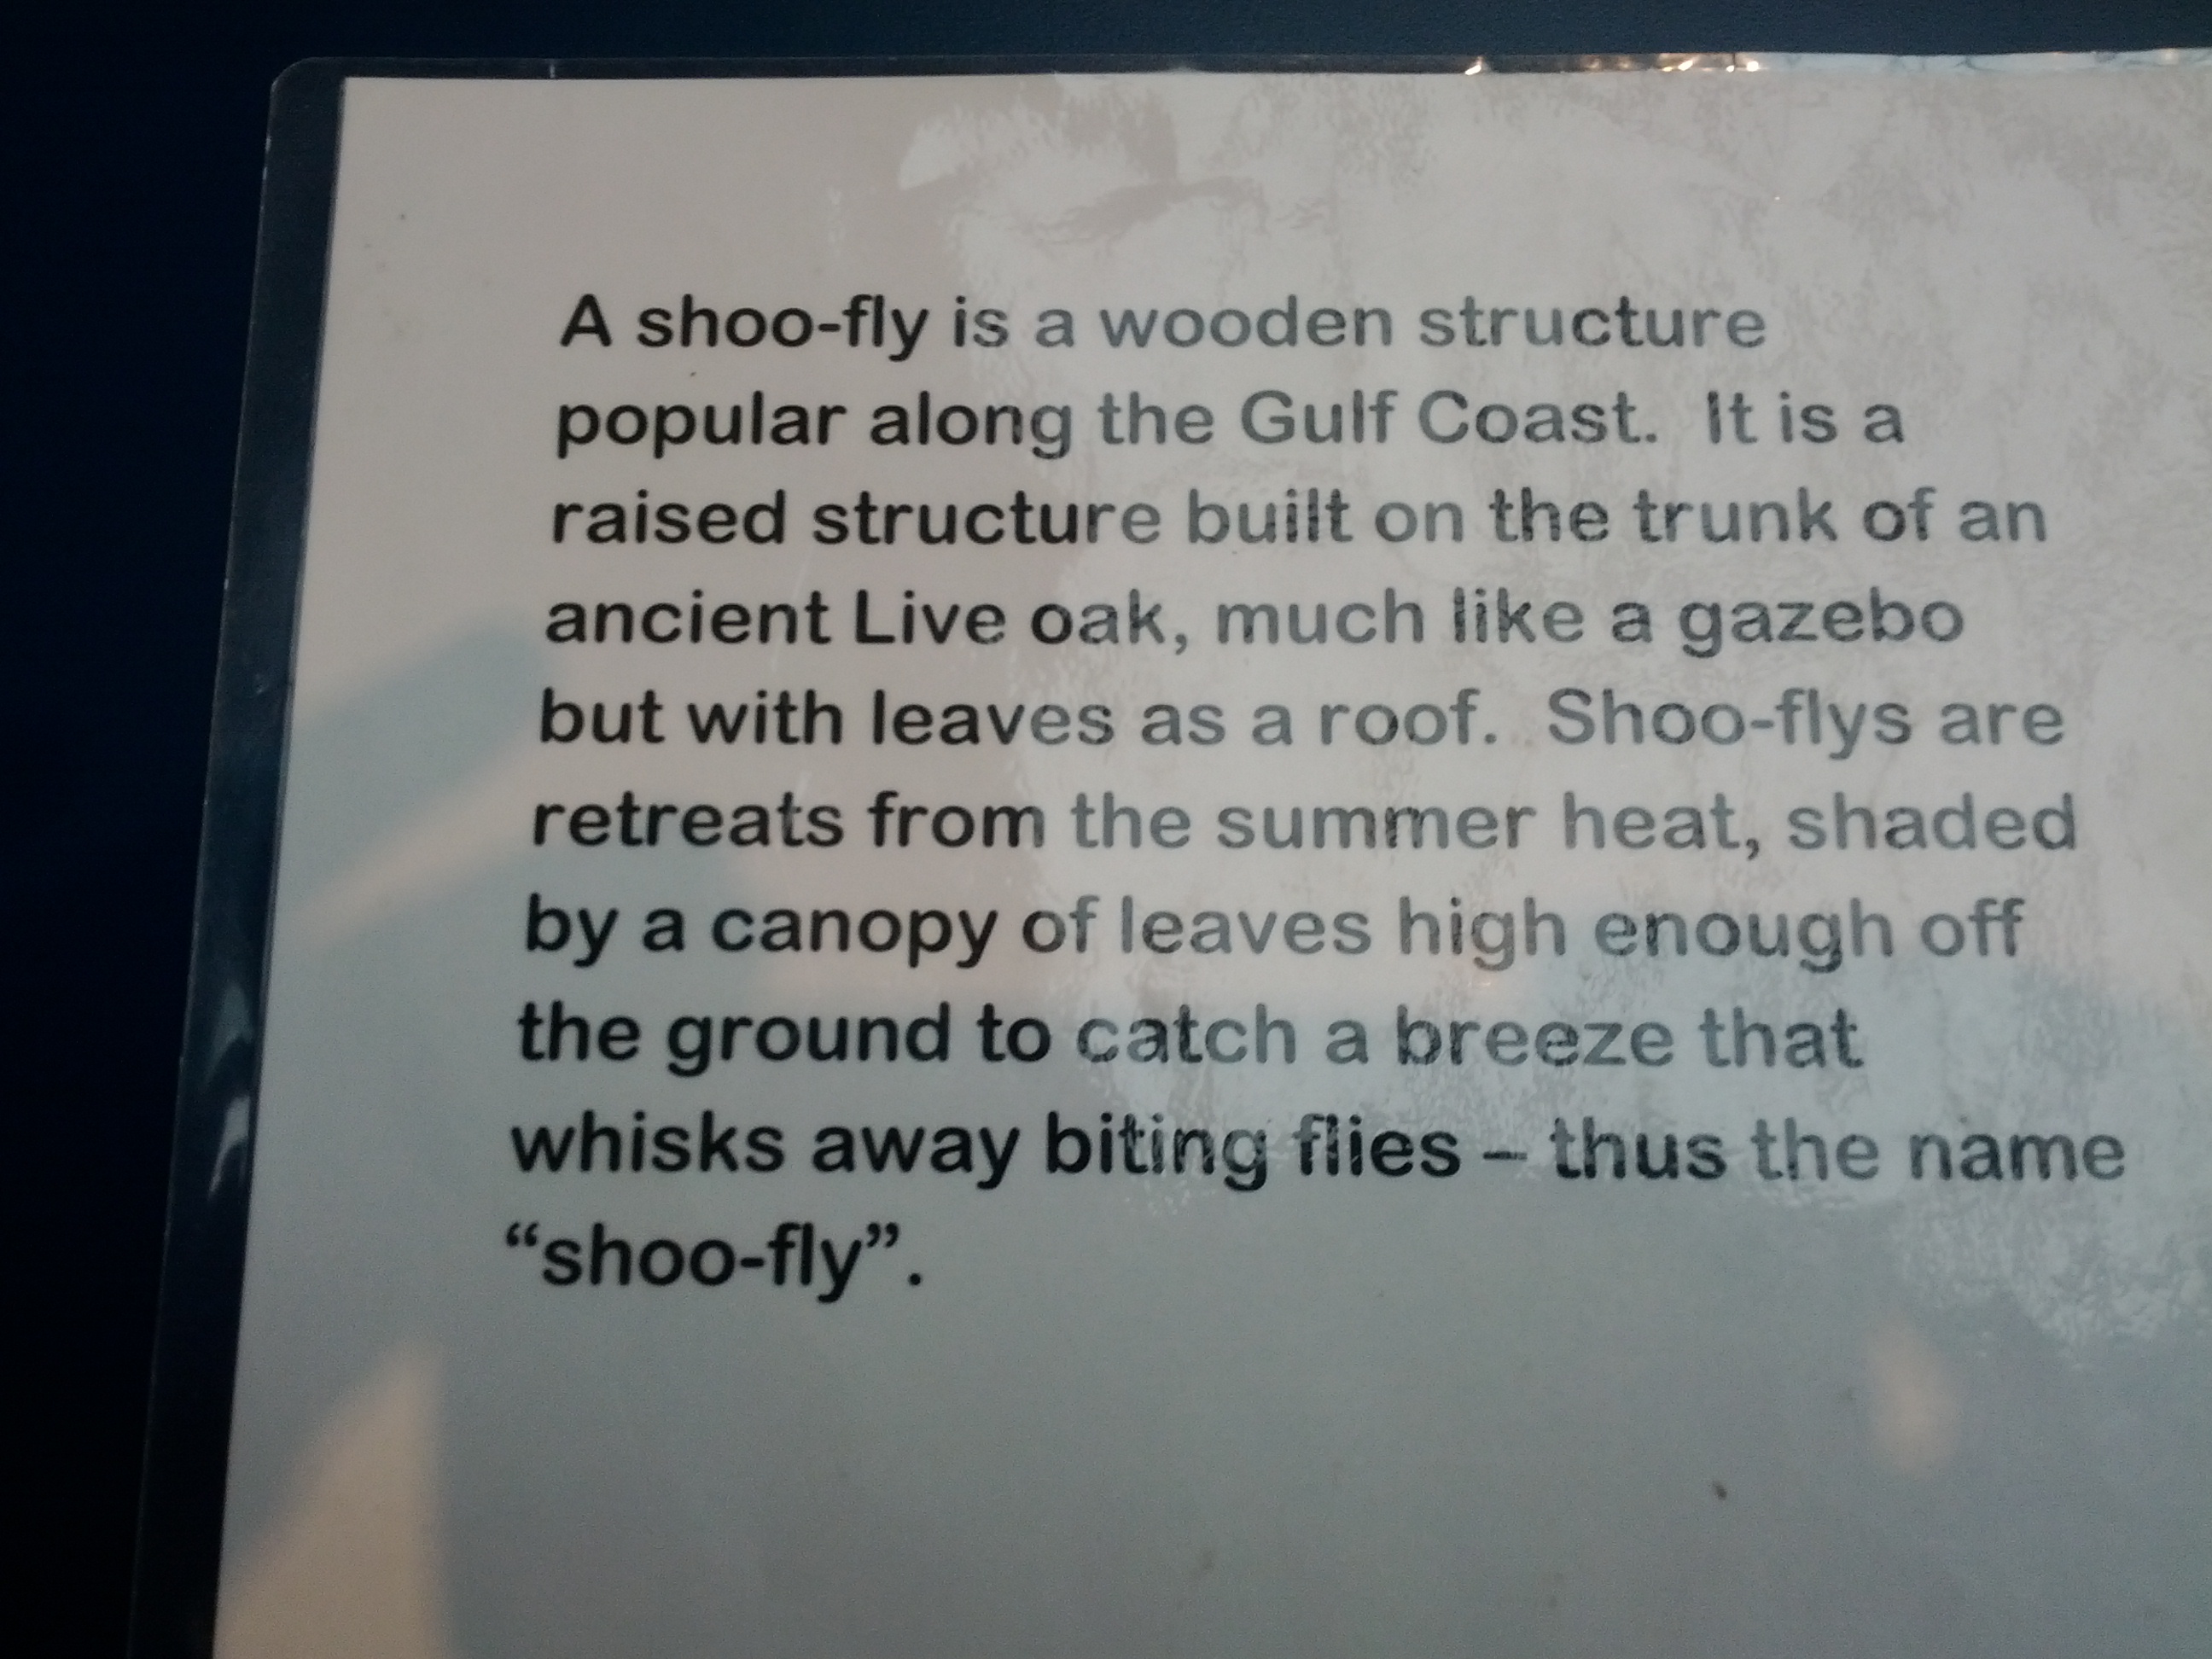 A shoo-fly is a wooden structure
popular along the Gulf Coast.  It is a
raised structure built on the trunk of an
ancient Live oak, much like a gazebo
but with leaves as a roof.  Shoo-flys are
retreats from the summer heat, shaded
by a canopy of leaves high enough off
the ground to catch a breeze that
whisks away biting flies – thus the name
“shoo-fly”.